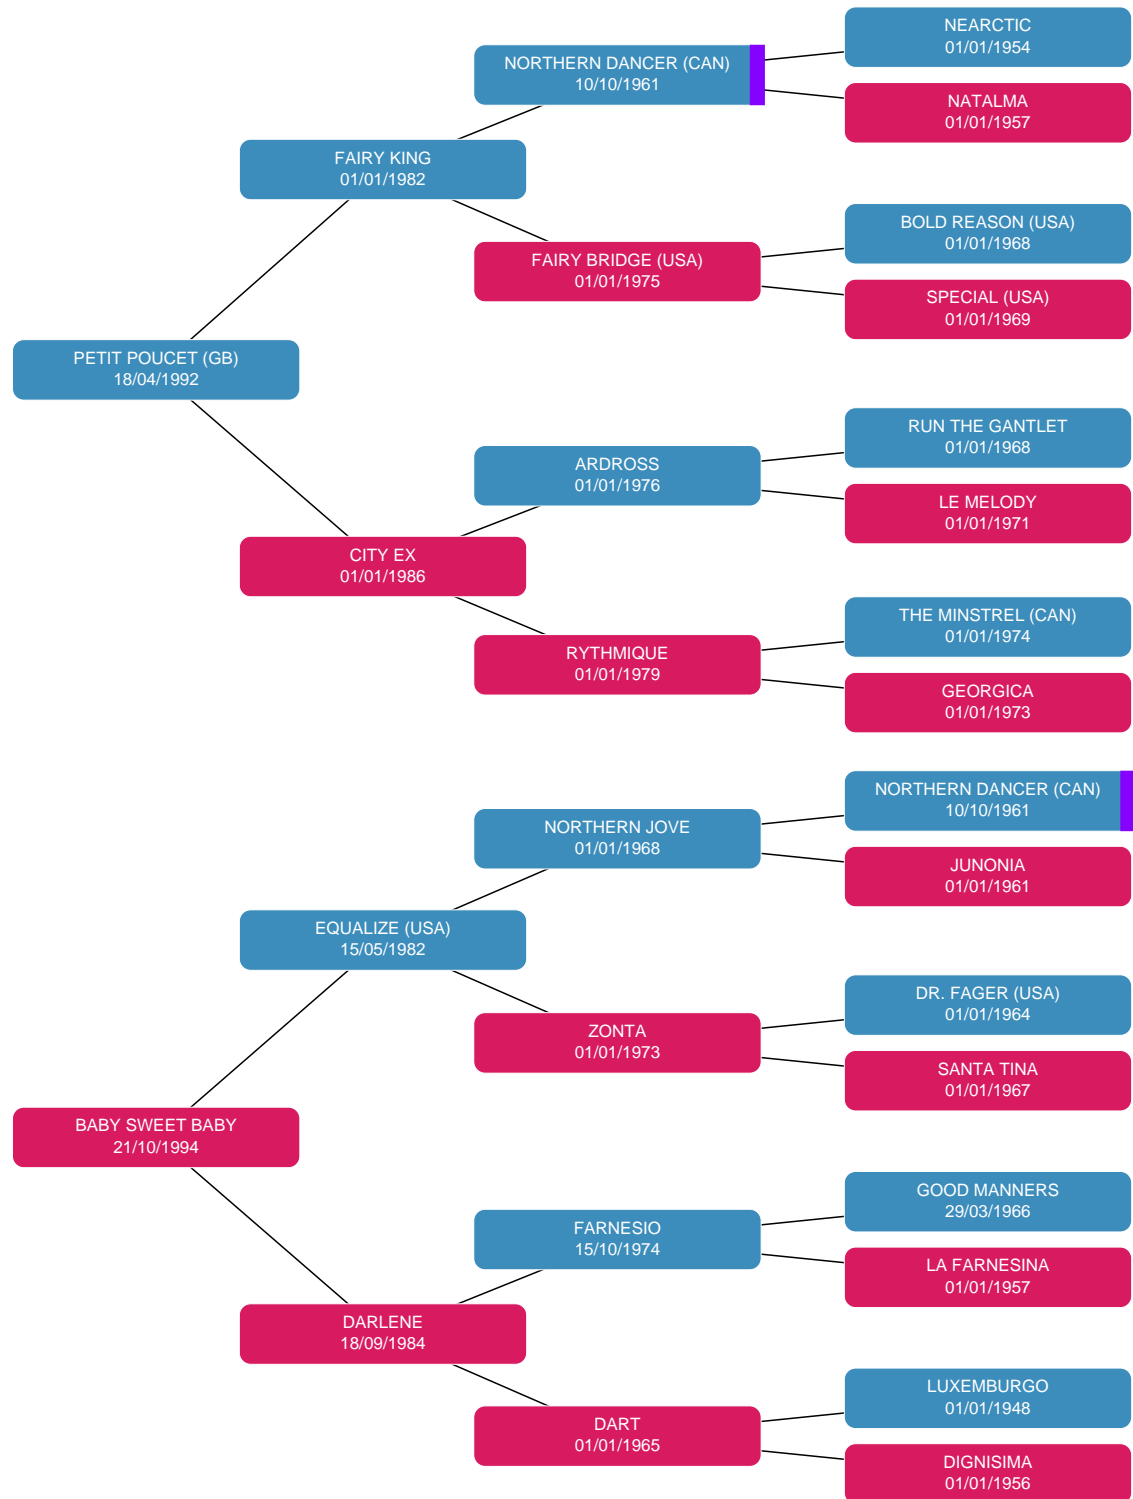 NEARCTIC
01/01/1954
NORTHERN DANCER (CAN)
10/10/1961
NATALMA
01/01/1957
FAIRY KING
01/01/1982
BOLD REASON (USA)
01/01/1968
FAIRY BRIDGE (USA)
01/01/1975
SPECIAL (USA)
01/01/1969
PETIT POUCET (GB)
18/04/1992
RUN THE GANTLET
01/01/1968
ARDROSS
01/01/1976
LE MELODY
01/01/1971
CITY EX
01/01/1986
THE MINSTREL (CAN)
01/01/1974
RYTHMIQUE
01/01/1979
GEORGICA
01/01/1973
NORTHERN DANCER (CAN)
10/10/1961
NORTHERN JOVE
01/01/1968
JUNONIA
01/01/1961
EQUALIZE (USA)
15/05/1982
DR. FAGER (USA)
01/01/1964
ZONTA
01/01/1973
SANTA TINA
01/01/1967
BABY SWEET BABY
21/10/1994
GOOD MANNERS
29/03/1966
FARNESIO
15/10/1974
LA FARNESINA
01/01/1957
DARLENE
18/09/1984
LUXEMBURGO
01/01/1948
DART
01/01/1965
DIGNISIMA
01/01/1956